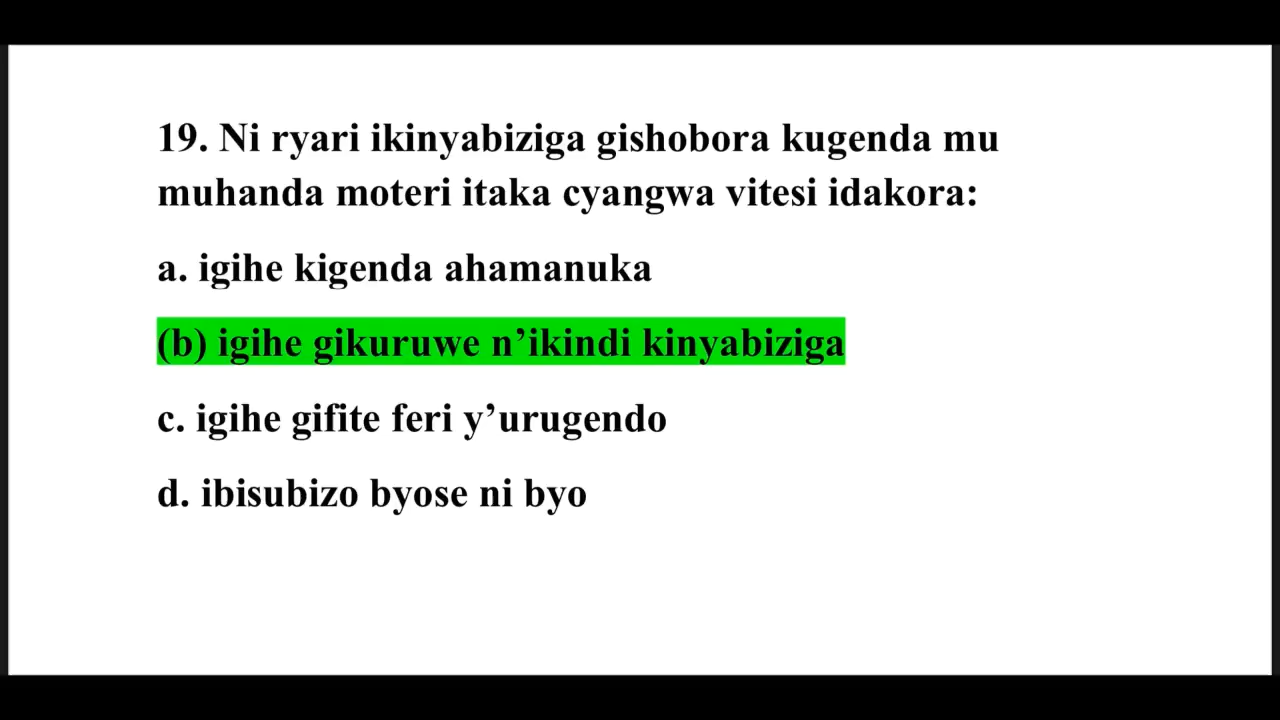 19. Ni ryari ikinyabiziga gishobora kugenda mu
muhanda moteri itaka cyangwa vitesi idakora:
a. igihe kigenda ahamanuka
(b) igihe gikuruwe n’ikindi kinyabiziga
c. igihe gifite feri y’urugendo
d. ibisubizo byose ni byo